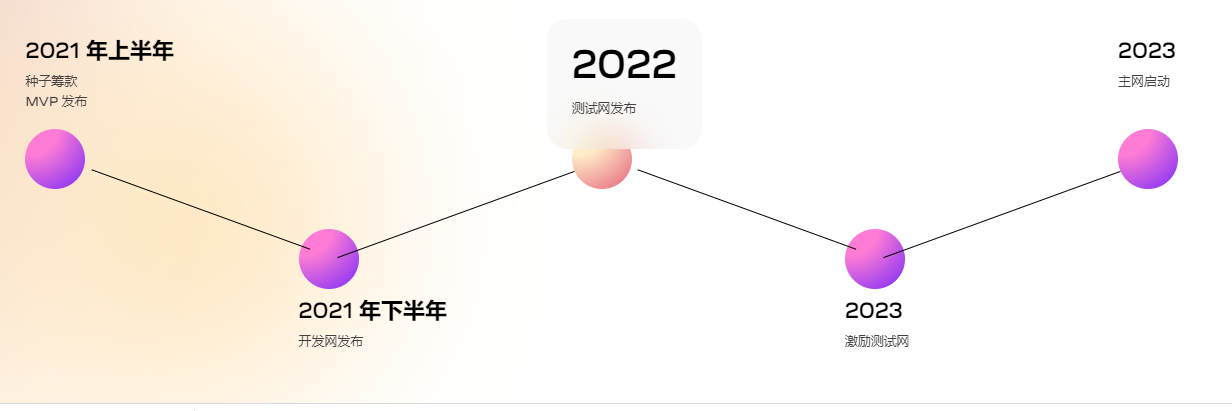 2021 年上半年
种子筹款
MVP 发布
2021 年下半年
开发网发布
2022
测试网发布
2023
激励测试网
2023
主网启动